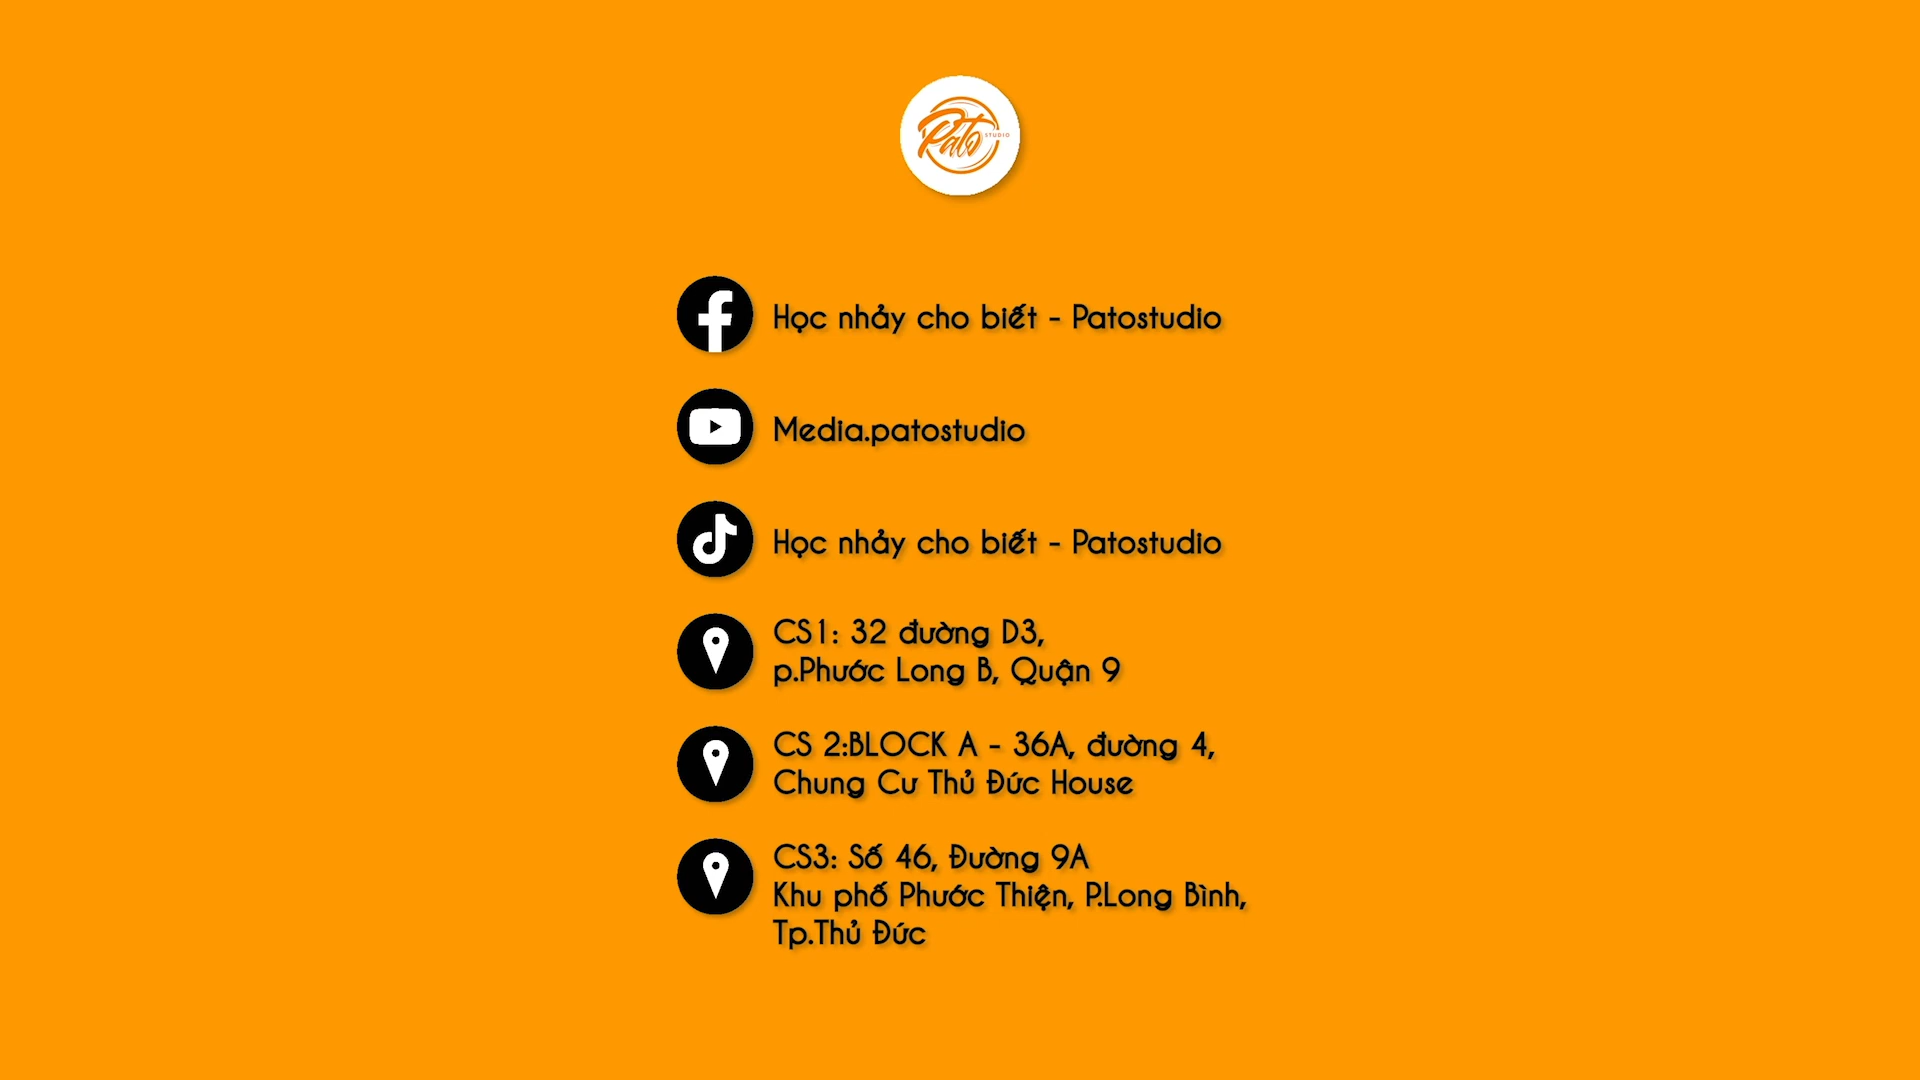 Pato
STUDIO
Học nhảy cho biết - Patostudio
Media.patostudio
Học nhảy cho biết - Patostudio
CS1: 32 đường D3,
p.Phước Long B, Quận 9
CS 2:BLOCK A - 36A, đường 4,
Chung Cư Thủ Đức House
CS3: Số 46, Đường 9A
Khu phố Phước Thiện, P.Long Bình,
Tp.Thủ Đức